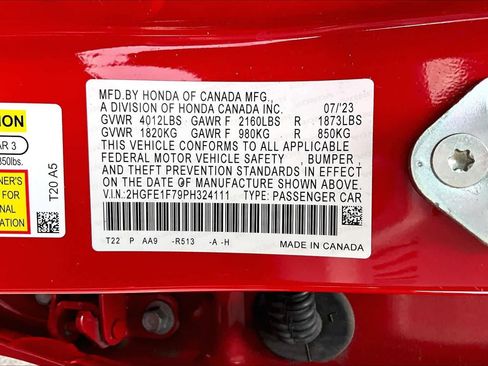 MFD.BY HONDA OF CANADA MFG.,
A DIVISION OF HONDA CANADA INC. 07/'23
GVWR 4012LBS GAWR F 2160LBS R 1873LBS
GVWR 1820KG GAWR F 980KG R 850KG
THIS VEHICLE CONFORMS TO ALL APPLICABLE
FEDERAL MOTOR VEHICLE SAFETY , BUMPER ,
AND THEFT PREVENTION STANDARDS IN EFFECT
ON THE DATE OF MANUFACTURE SHOWN ABOVE.
V.I.N.:2HGFE1F79PH324111 TYPE: PASSENGER CAR
T22 P AA9 -R513 -A -H
MADE IN CANADA
T20 A5
AR 3
850lbs.